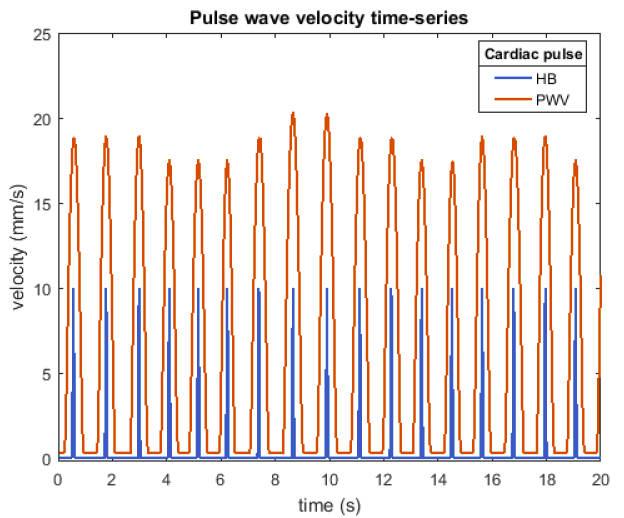 Pulse wave velocity time-series
25
20
15
10
5
0
velocity (mm/s)
Cardiac pulse
HB
PWV
0 2 4 6 8 10 12 14 16 18 20
time (s)